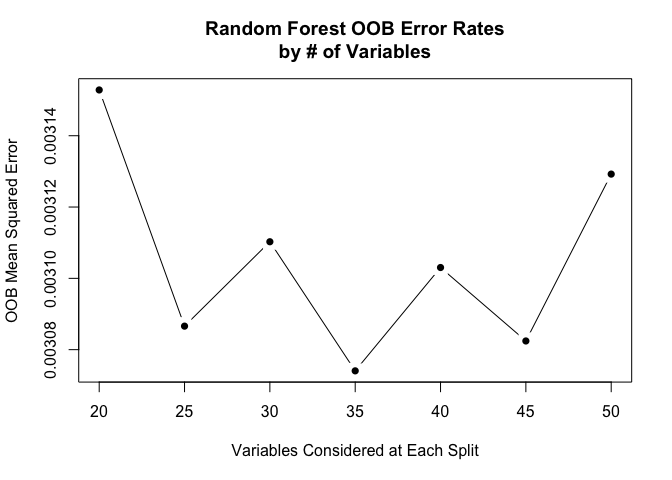 Random Forest OOB Error Rates
by # of Variables
OOB Mean Squared Error
0.00314
0.00312
0.00310
0.00308
20 25 30 35 40 45 50
Variables Considered at Each Split